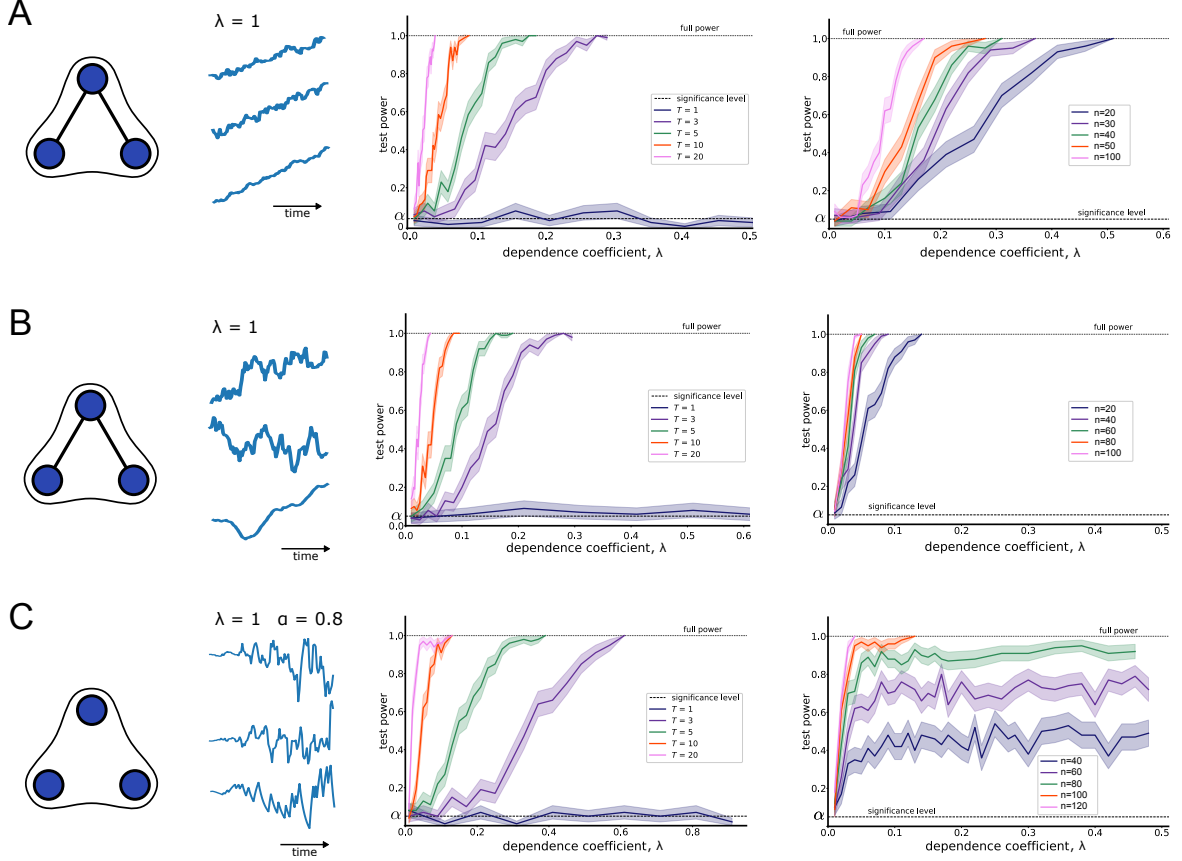 A
λ = 1
time
test power
1.0
0.8
0.6
0.4
0.2
α
0
full power
significance level
T = 1
T = 3
T = 5
T = 10
T = 20
0.0 0.1 0.2 0.3 0.4 0.5
dependence coefficient, λ
test power
1.0
0.8
0.6
0.4
0.2
α
full power
n=20
n=30
n=40
n=50
n=100
significance level
0.0 0.1 0.2 0.3 0.4 0.5 0.6
dependence coefficient, λ
B
λ = 1
time
test power
1.0
0.8
0.6
0.4
0.2
α
0.0
full power
significance level
T = 1
T = 3
T = 5
T = 10
T = 20
0.0 0.1 0.2 0.3 0.4 0.5 0.6
dependence coefficient, λ
test power
1.0
0.8
0.6
0.4
0.2
α
full power
n=20
n=40
n=60
n=80
n=100
significance level
0.0 0.1 0.2 0.3 0.4 0.5
dependence coefficient, λ
C
λ = 1 α = 0.8
time
test power
1.0
0.8
0.6
0.4
0.2
α
full power
significance level
T = 1
T = 3
T = 5
T = 10
T = 20
0.0 0.2 0.4 0.6 0.8
dependence coefficient, λ
test power
1.0
0.8
0.6
0.4
0.2
α
full power
n=40
n=60
n=80
n=100
n=120
significance level
0.0 0.1 0.2 0.3 0.4 0.5
dependence coefficient, λ